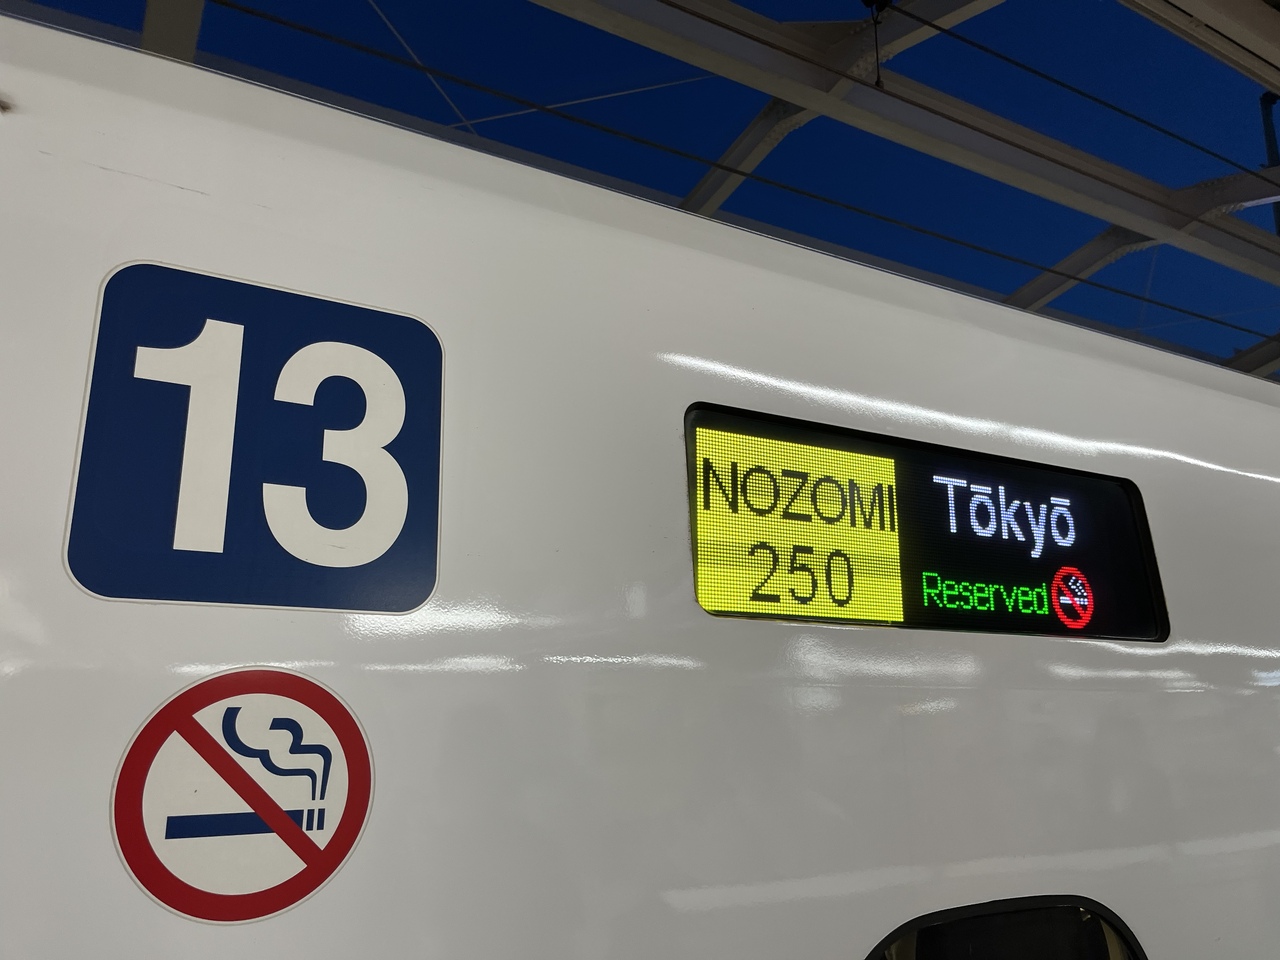 13
NOZOMI
250
Tōkyō
Reserved